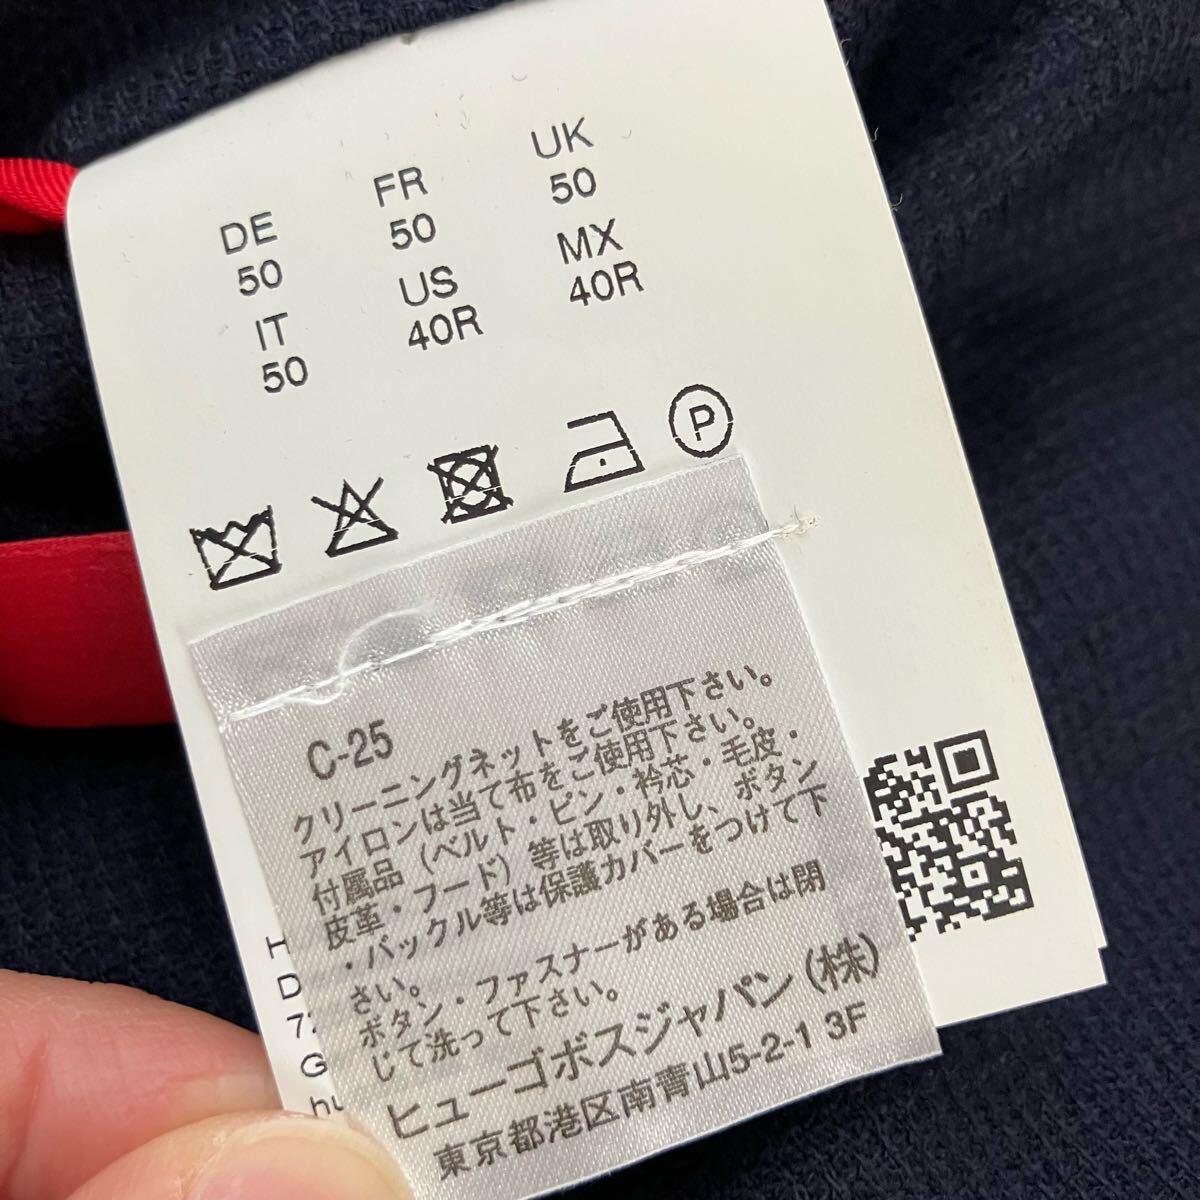 DE
50
FR
50
UK
50
IT
50
US
40R
MX
40R
P
C-25
クリーニングネットをご使用下さい。
アイロンは当て布をご使用下さい。
付属品（ベルト・ピン・衿芯・毛皮・
皮革・フード）等は取り外し、ボタン
・バックル等は保護カバーをつけて下
さい。
ボタン・ファスナーがある場合は閉
じて洗って下さい。
ヒューゴボスジャパン（株）
東京都港区南青山5-2-1 3F
H
D
72
G
hu